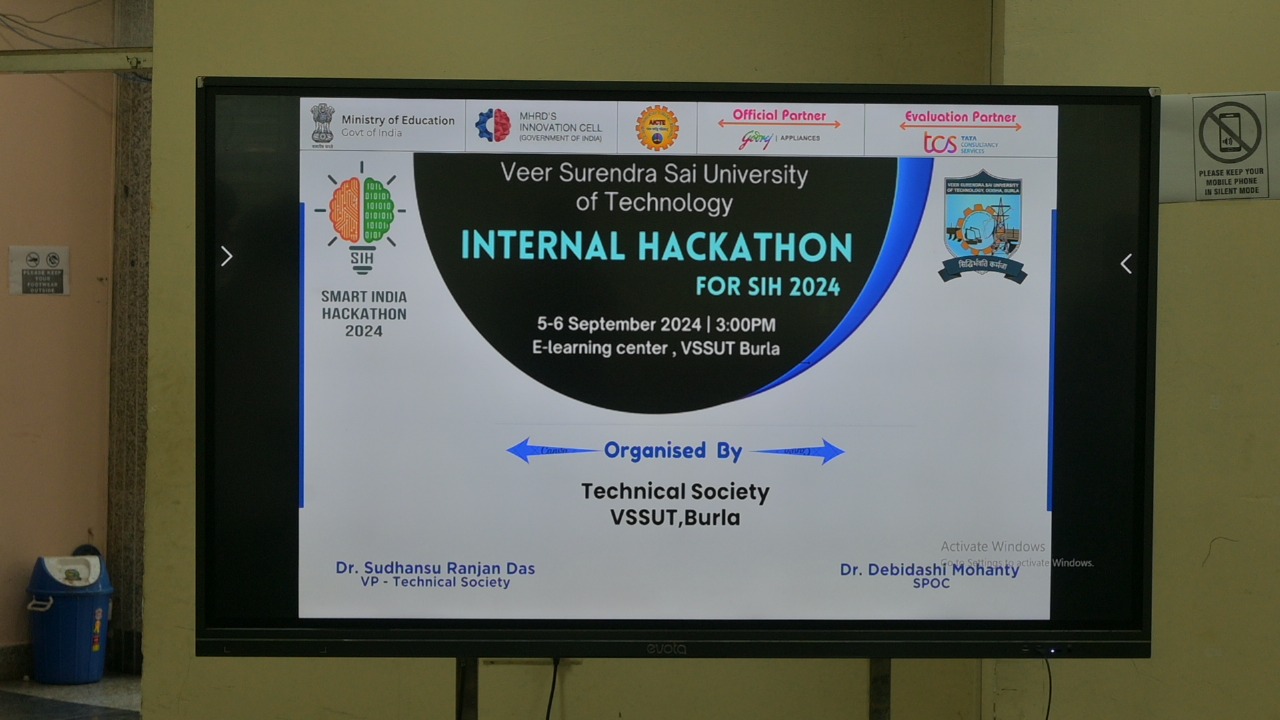 Ministry of Education
Govt of India
MHRD'S
INNOVATION CELL
(GOVERNMENT OF INDIA)
AICTE
Official Partner
Godrej | APPLIANCES
Evaluation Partner
tcs TATA
CONSULTANCY
SERVICES
Veer Surendra Sai University
of Technology
INTERNAL HACKATHON
FOR SIH 2024
5-6 September 2024 | 3:00PM
E-learning center , VSSUT Burla
SIH
SMART INDIA
HACKATHON
2024
VEER SURENDRA SAI UNIVERSITY
OF TECHNOLOGY, ODISHA, BURLA
सिद्धिर्भवति कर्मजा
Organised By
Technical Society
VSSUT,Burla
Dr. Sudhansu Ranjan Das
VP - Technical Society
Dr. Debidashi Mohanty
SPOC
Activate Windows
Go to Settings to activate Windows.
evota
PLEASE KEEP YOUR
MOBILE PHONE
IN SILENT MODE
PLEASE KEEP
YOUR
FOOTWEAR
OUTSIDE